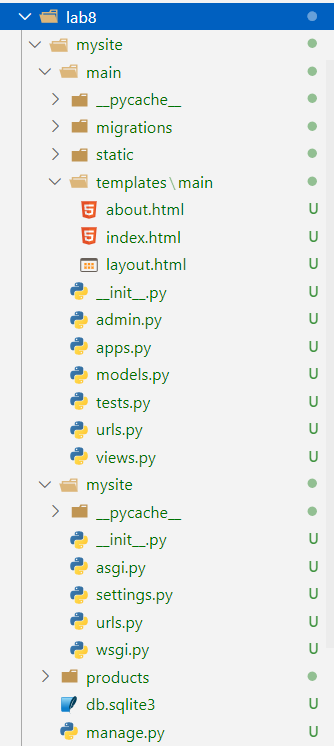 lab8
mysite
main
__pycache__
migrations
static
templates\main
about.html U
index.html U
layout.html U
__init__.py U
admin.py U
apps.py U
models.py U
tests.py U
urls.py U
views.py U
mysite
__pycache__
__init__.py U
asgi.py U
settings.py U
urls.py U
wsgi.py U
products
db.sqlite3 U
manage.py U